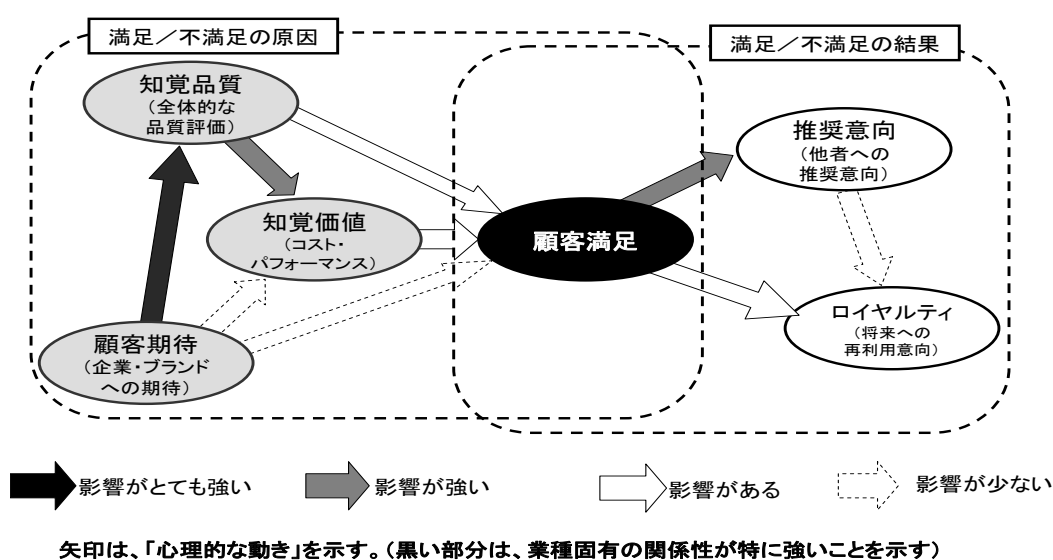 満足／不満足の原因
満足／不満足の結果
知覚品質
（全体的な
品質評価）
推奨意向
（他者への
推奨意向）
知覚価値
（コスト・
パフォーマンス）
顧客満足
ロイヤルティ
（将来への
再利用意向）
顧客期待
（企業・ブランド
への期待）
影響がとても強い
影響が強い
影響がある
影響が少ない
矢印は、「心理的な動き」を示す。（黒い部分は、業種固有の関係性が特に強いことを示す）